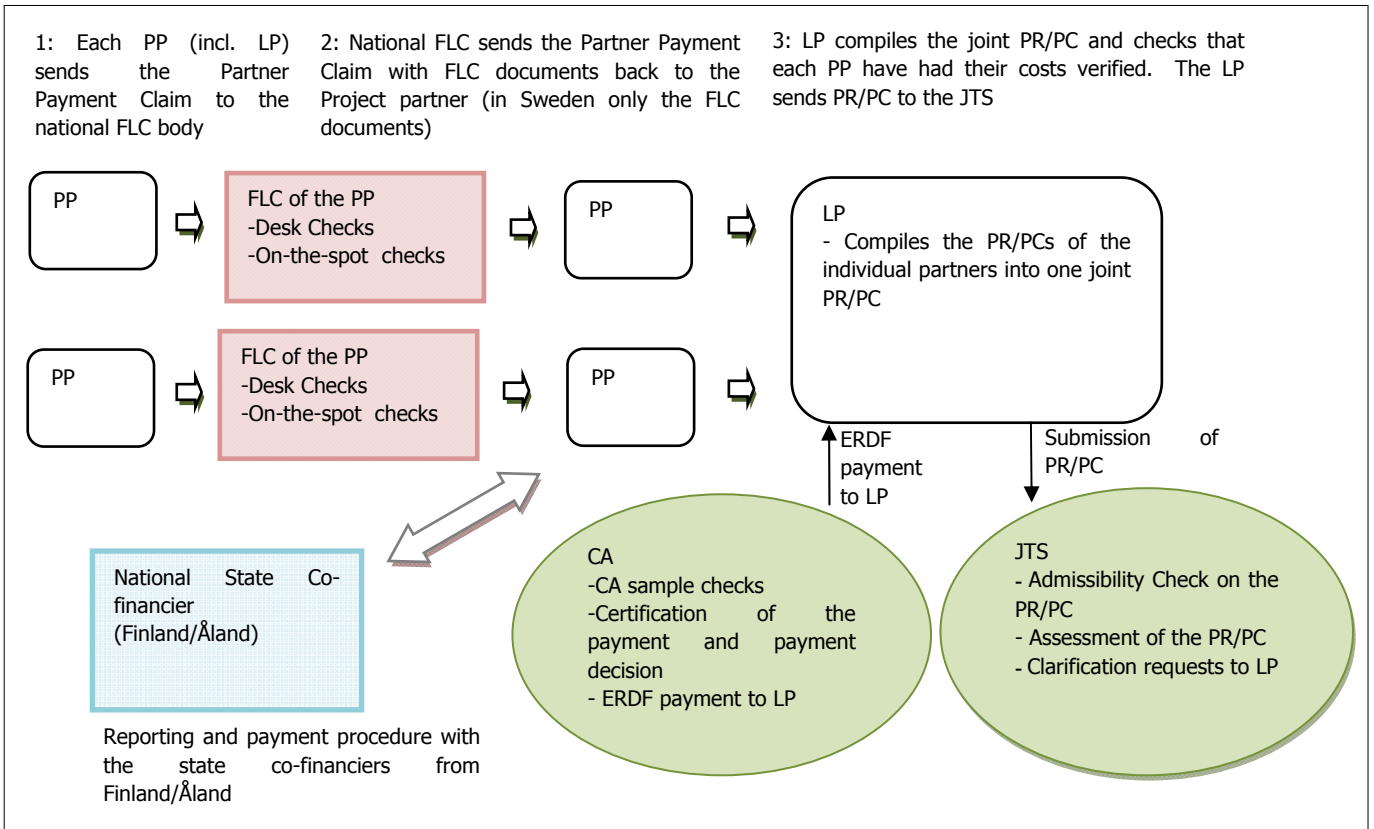 1: Each PP (incl. LP)
sends the Partner
Payment Claim to the
national FLC body
2: National FLC sends the Partner Payment
Claim with FLC documents back to the
Project partner (in Sweden only the FLC
documents)
3: LP compiles the joint PR/PC and checks that
each PP have had their costs verified. The LP
sends PR/PC to the JTS
PP
FLC of the PP
-Desk Checks
-On-the-spot checks
PP
LP
- Compiles the PR/PCs of the
individual partners into one joint
PR/PC
PP
FLC of the PP
-Desk Checks
-On-the-spot checks
PP
ERDF
payment
to LP
Submission of
PR/PC
National State Co-
financier
(Finland/Åland)
CA
-CA sample checks
-Certification of the
payment and payment
decision
- ERDF payment to LP
JTS
- Admissibility Check on the
PR/PC
- Assessment of the PR/PC
- Clarification requests to LP
Reporting and payment procedure with
the state co-financiers from
Finland/Åland